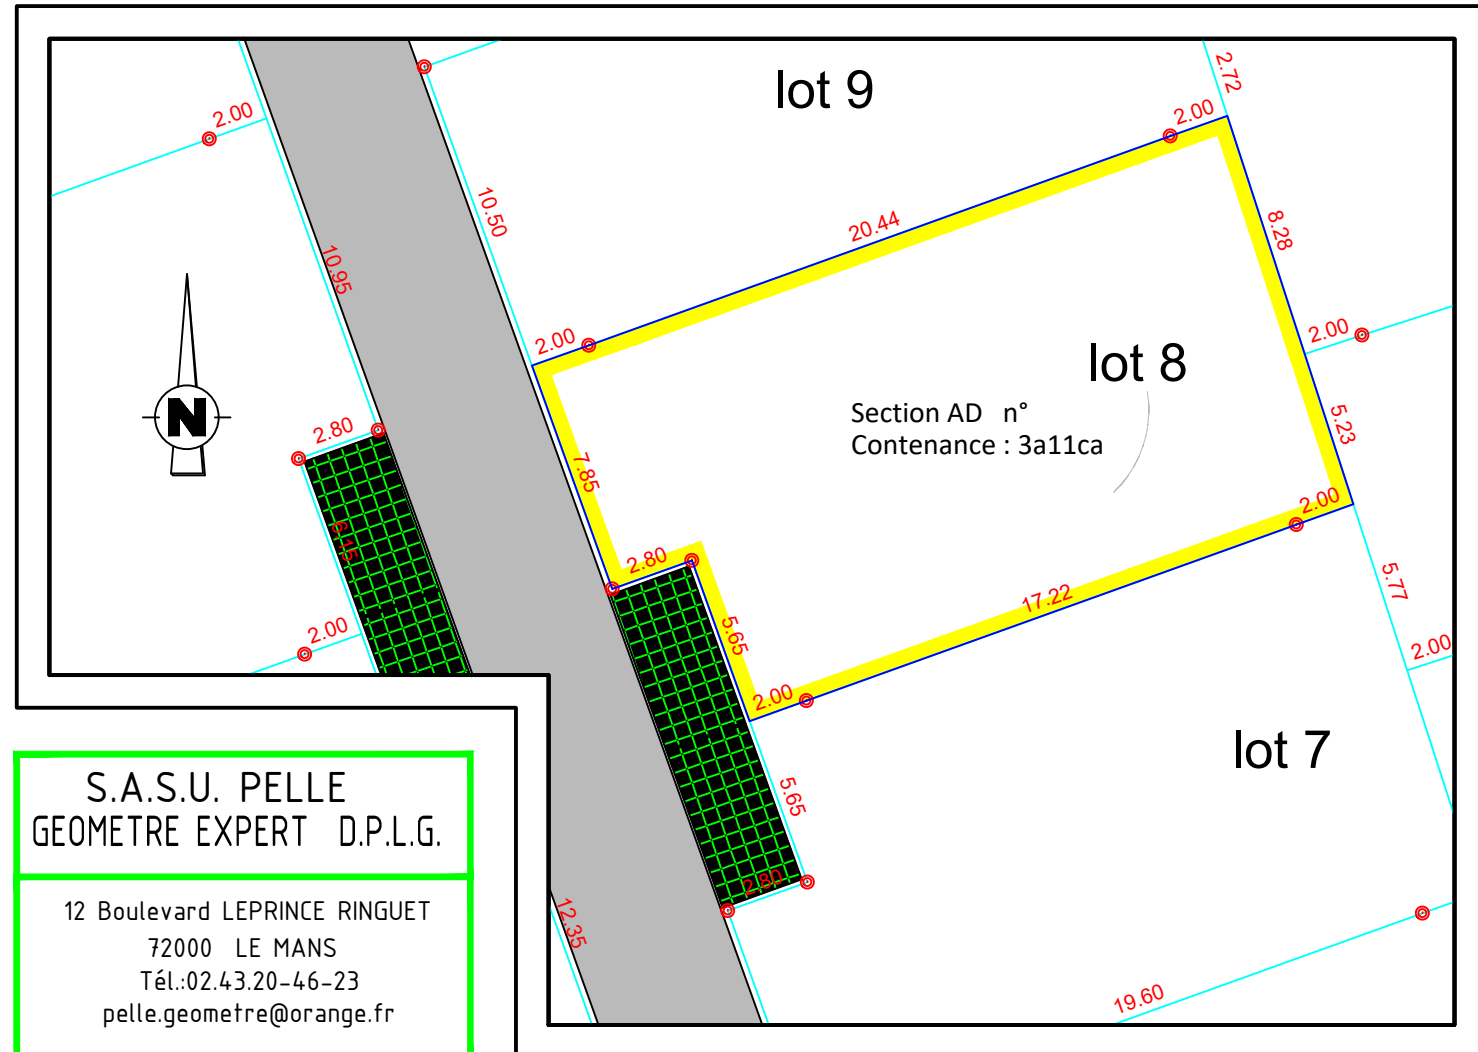 lot 9
2.72
2.00
2.00
10.50
20.44
8.28
10.95
2.00
2.00
lot 8
N
Section AD n°
Contenance : 3a11ca
2.80
5.23
7.85
2.00
6.15
2.80
5.77
17.22
2.00
5.65
2.00
2.00
lot 7
5.65
2.80
12.35
19.60
S.A.S.U. PELLE
GEOMETRE EXPERT D.P.L.G.
12 Boulevard LEPRINCE RINGUET
72000 LE MANS
Tél.:02.43.20-46-23
pelle.geometre@orange.fr